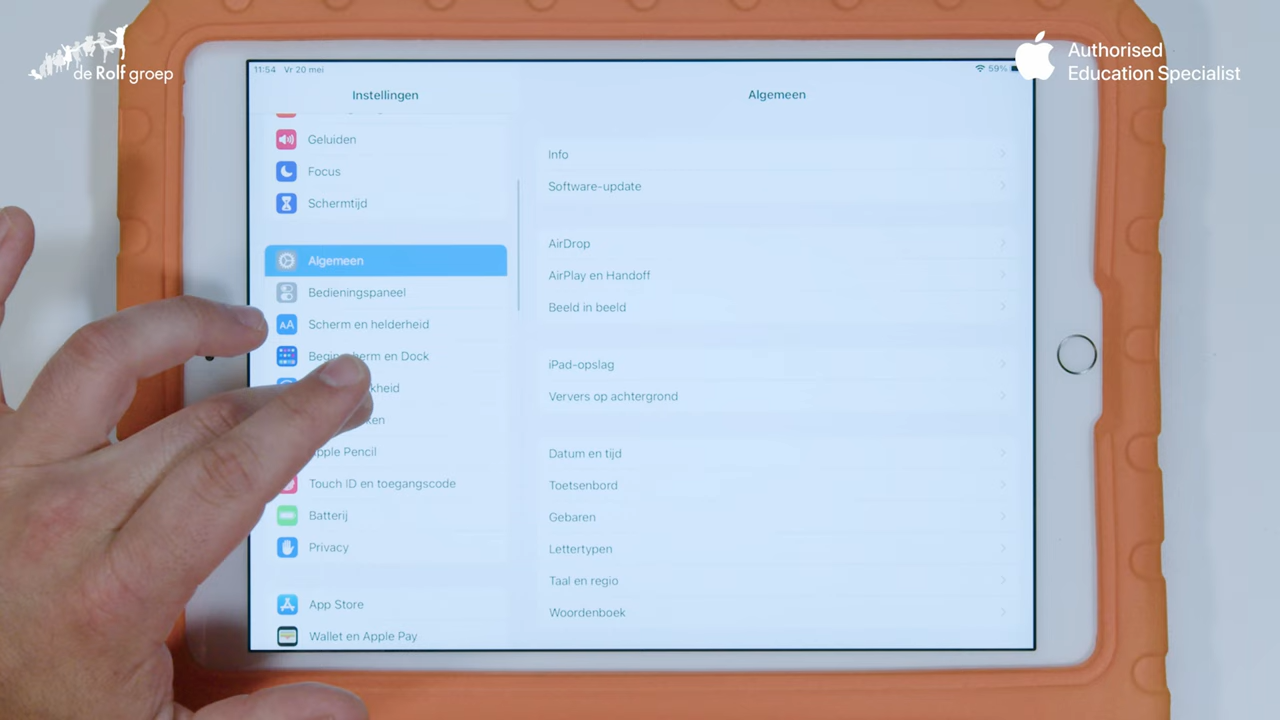 de Rolf groep
Authorised
Education Specialist
11:54 Vr 20 mei
59%
Instellingen
Geluiden
Focus
Schermtijd
Algemeen
Bedieningspaneel
AA
Scherm en helderheid
en Dock
Touch ID en toegangscode
Batterij
Privacy
App Store
Wallet en Apple Pay
Algemeen
Info
Software-update
AirDrop
AirPlay en Handoff
Beeld in beeld
iPad-opslag
Ververs op achtergrond
Datum en tijd
Toetsenbord
Gebaren
Lettertypen
Taal en regio
Woordenboek